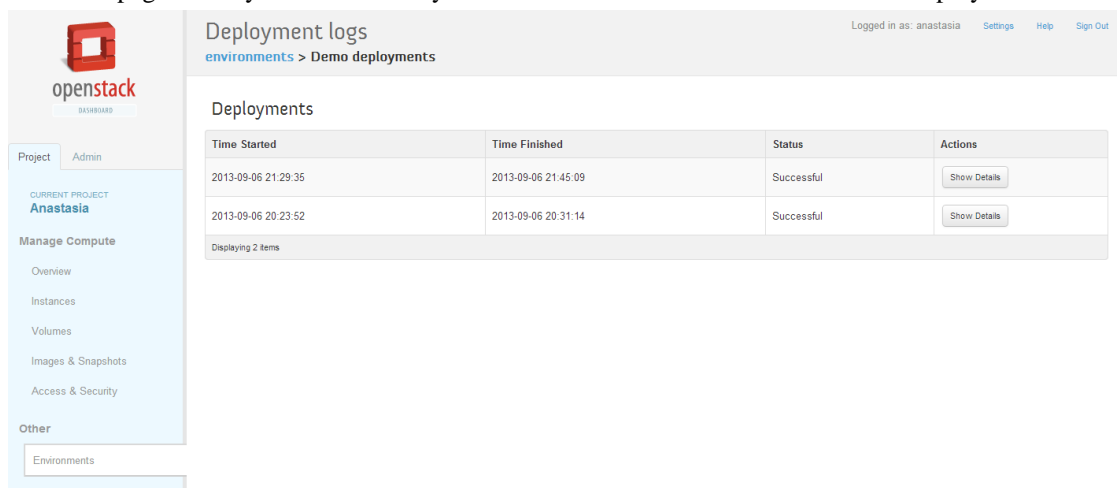 openstack
DASHBOARD
Project Admin
CURRENT PROJECT
Anastasia
Manage Compute
Overview
Instances
Volumes
Images & Snapshots
Access & Security
Other
Environments
Deployment logs
environments > Demo deployments
Logged in as: anastasia Settings Help Sign Out
Deployments
Time Started Time Finished Status Actions
2013-09-06 21:29:35 2013-09-06 21:45:09 Successful Show Details
2013-09-06 20:23:52 2013-09-06 20:31:14 Successful Show Details
Displaying 2 items